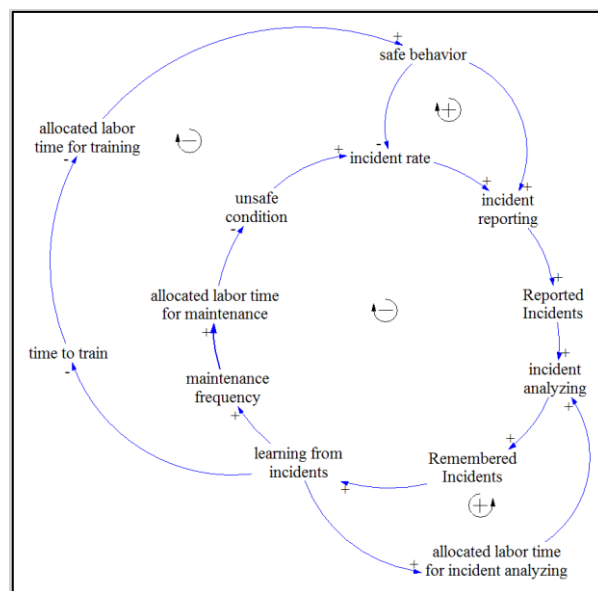 safe behavior
allocated labor
time for training
incident rate
unsafe
condition
incident
reporting
allocated labor time
for maintenance
Reported
Incidents
time to train
maintenance
frequency
incident
analyzing
learning from
incidents
Remembered
Incidents
allocated labor time
for incident analyzing